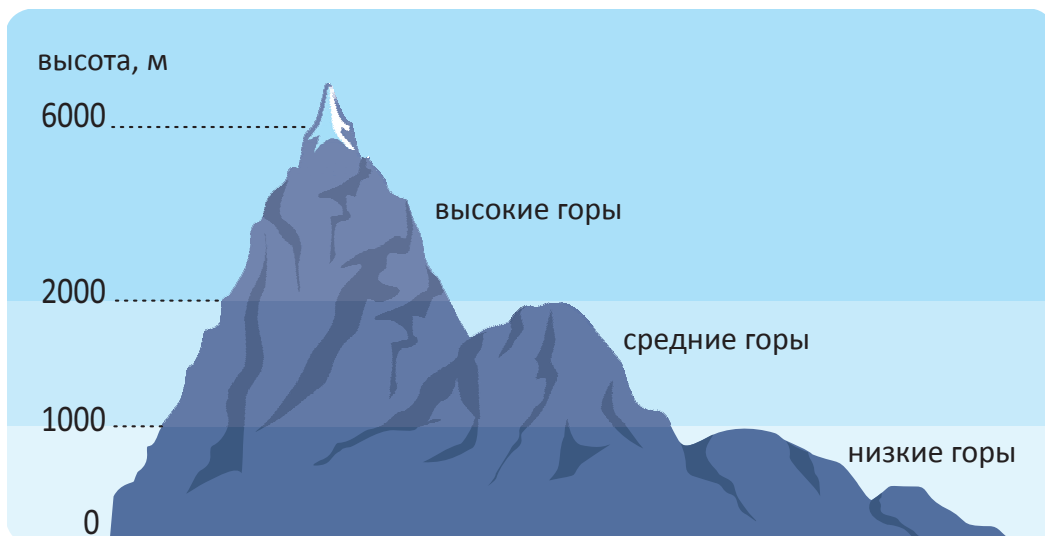 высота, м
6000
высокие горы
2000
средние горы
1000
низкие горы
0